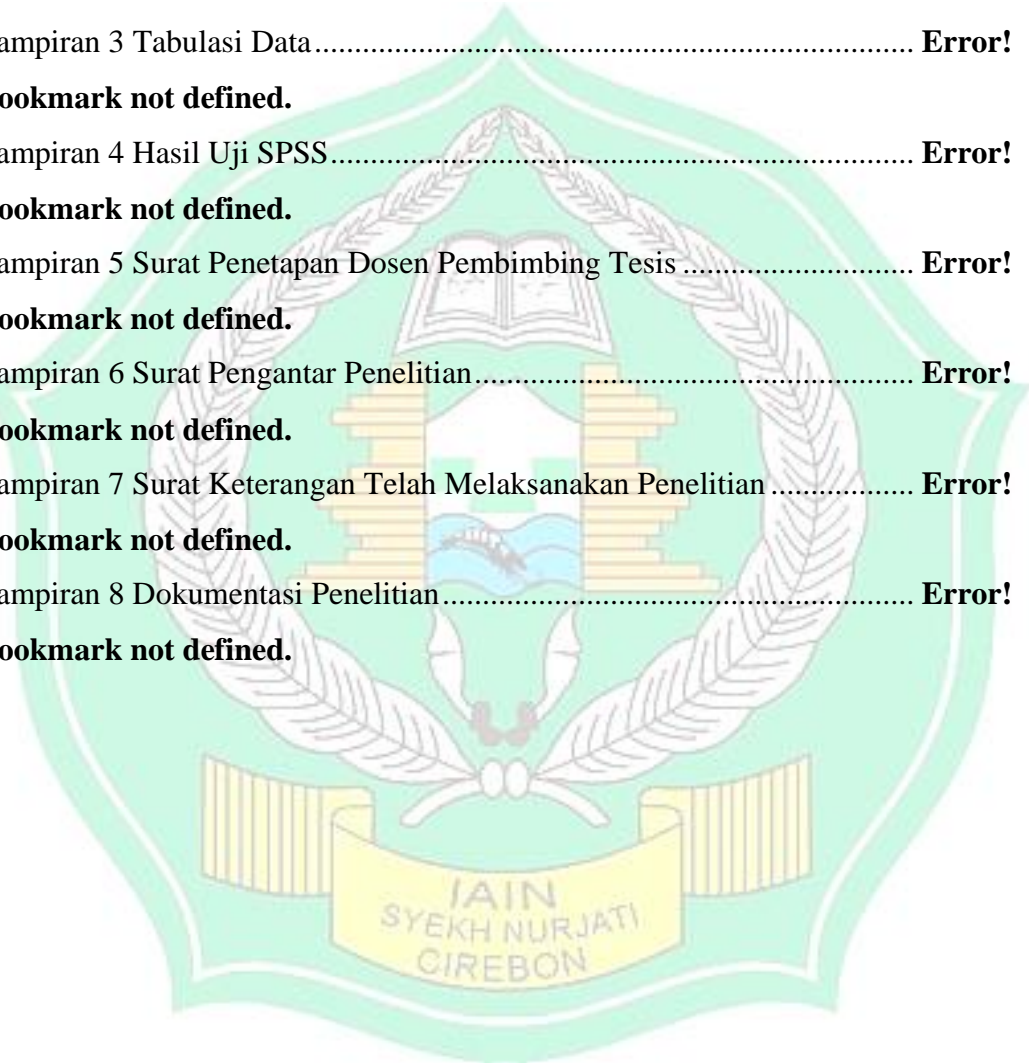 ampiran 3 Tabulasi Data........................................................................... Error!
ookmark not defined.
ampiran 4 Hasil Uji SPSS......................................................................... Error!
ookmark not defined.
ampiran 5 Surat Penetapan Dosen Pembimbing Tesis ............................. Error!
ookmark not defined.
ampiran 6 Surat Pengantar Penelitian....................................................... Error!
ookmark not defined.
ampiran 7 Surat Keterangan Telah Melaksanakan Penelitian .................. Error!
ookmark not defined.
ampiran 8 Dokumentasi Penelitian........................................................... Error!
ookmark not defined.
IAIN
SYEKH NURJATI
CIREBON